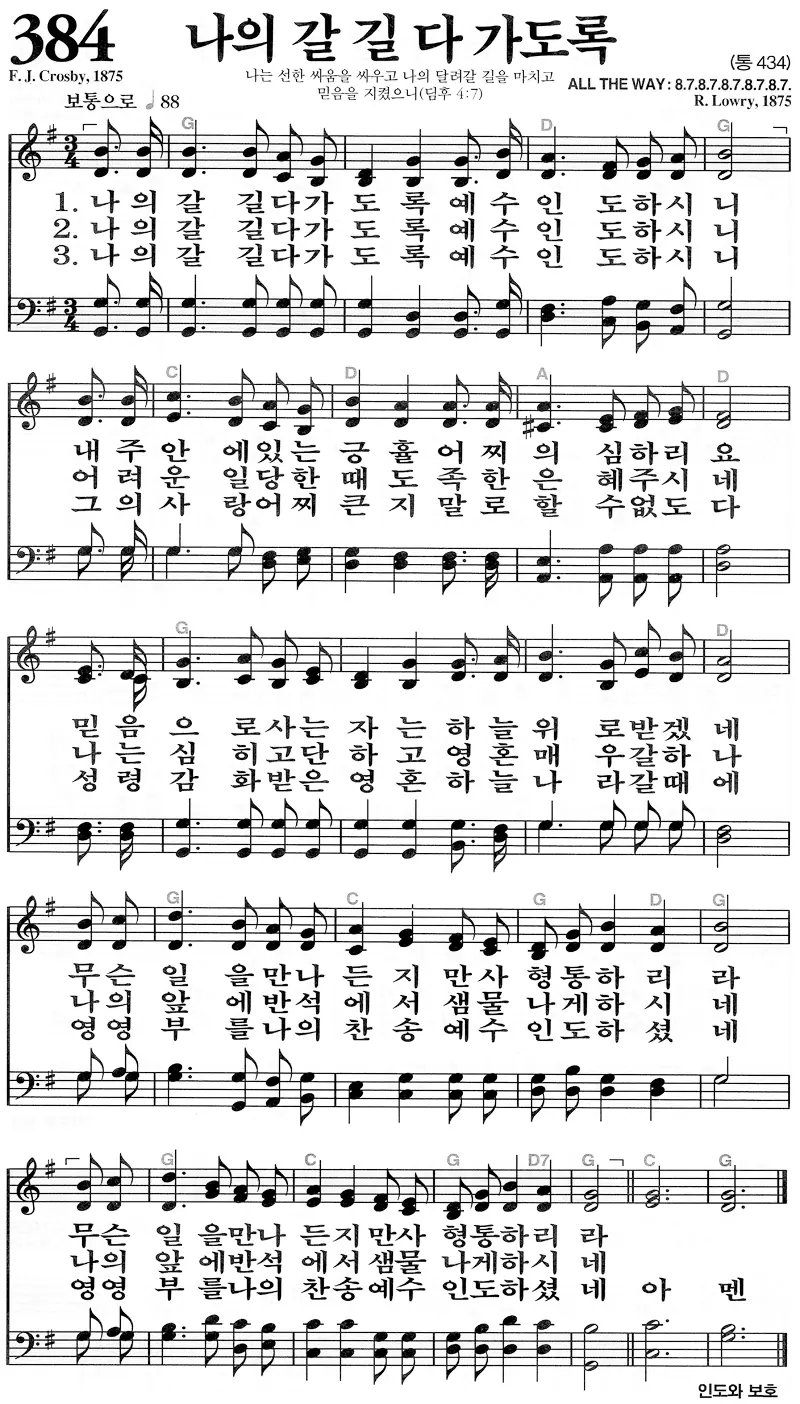 384 나의 갈 길 다 가도록
(통 434)
F. J. Crosby, 1875
나는 선한 싸움을 싸우고 나의 달려갈 길을 마치고
믿음을 지켰으니(딤후 4:7)
ALL THE WAY : 8.7.8.7.8.7.8.7.8.7.
R. Lowry, 1875
보통으로 ♩88
G D G
1. 나 의 갈 길다가 도 록 예 수 인 도하시 니
2. 나 의 갈 길다가 도 록 예 수 인 도하시 니
3. 나 의 갈 길다가 도 록 예 수 인 도하시 니
C D A D
내 주 안 에있는 긍 휼 어 찌 의 심하리 요
어 려 운 일당한 때 도 족 한 은 혜주시 네
그 의 사 랑어찌 큰 지 말 로 할 수없도 다
G D
믿 음 으 로사는 자 는 하 늘 위 로받겠 네
나 는 심 히고단 하 고 영 혼 매 우갈하 나
성 령 감 화받은 영 혼 하 늘 나 라갈때 에
G C G D G
무슨 일 을만나 든 지 만사 형통하 리 라
나의 앞 에반석 에 서 샘물 나게하 시 네
영영 부 를나의 찬 송 예수 인도하 셨 네
G C G D7 G C G
무슨 일 을만나 든지만사 형통하리 라
나의 앞 에반석 에서샘물 나게하시 네
영영 부 를나의 찬송예수 인도하셨 네 아 멘
인도와 보호